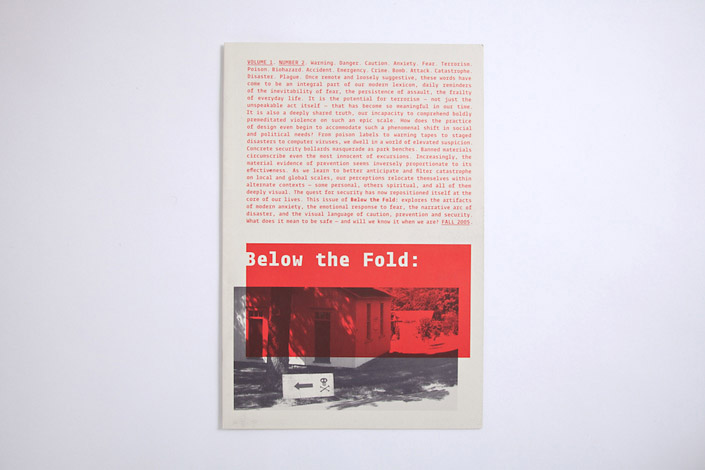 VOLUME 1, NUMBER 2. Warning. Danger. Caution. Anxiety. Fear. Terrorism.
Poison. Biohazard. Accident. Emergency. Crime. Bomb. Attack. Catastrophe.
Disaster. Plague. Once remote and loosely suggestive, these words have
come to be an integral part of our modern lexicon, daily reminders
of the inevitability of fear, the persistence of assault, the frailty
of everyday life. It is the potential for terrorism — not just the
unspeakable act itself — that has become so meaningful in our time.
It is also a deeply shared truth, our incapacity to comprehend boldly
premeditated violence on such an epic scale. How does the practice
of design even begin to accommodate such a phenomenal shift in social
and political needs? From poison labels to warning tapes to staged
disasters to computer viruses, we dwell in a world of elevated suspicion.
Concrete security bollards masquerade as park benches. Banned materials
circumscribe even the most innocent of excursions. Increasingly, the
material evidence of prevention seems inversely proportionate to its
effectiveness. As we learn to better anticipate and filter catastrophe
on local and global scales, our perceptions relocate themselves within
alternate contexts — some personal, others spiritual, and all of them
deeply visual. The quest for security has now repositioned itself at the
core of our lives. This issue of Below the Fold: explores the artifacts
of modern anxiety, the emotional response to fear, the narrative arc of
disaster, and the visual language of caution, prevention and security.
What does it mean to be safe — and will we know it when we are? FALL 2005.
Below the Fold: